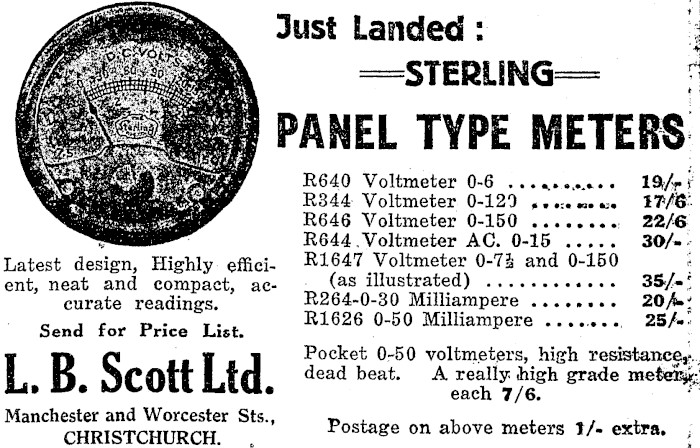 D.C. VOLTS
Sterling
Latest design, Highly effici-
ent, neat and compact, ac-
curate readings.
Send for Price List.
L. B. Scott Ltd.
Manchester and Worcester Sts.,
CHRISTCHURCH.
Just Landed :
STERLING
PANEL TYPE METERS
R640 Voltmeter 0-6 .......... 19/-
R344 Voltmeter 0-120 ........ 17/6
R646 Voltmeter 0-150 ........ 22/6
R644 Voltmeter AC. 0-15 ..... 30/-
R1647 Voltmeter 0-7½ and 0-150
(as illustrated) ............ 35/-
R264-0-30 Milliampere ........ 20/-
R1626 0-50 Milliampere ....... 25/-
Pocket 0-50 voltmeters, high resistance,
dead beat. A really high grade meter,
each 7/6.
Postage on above meters 1/- extra.